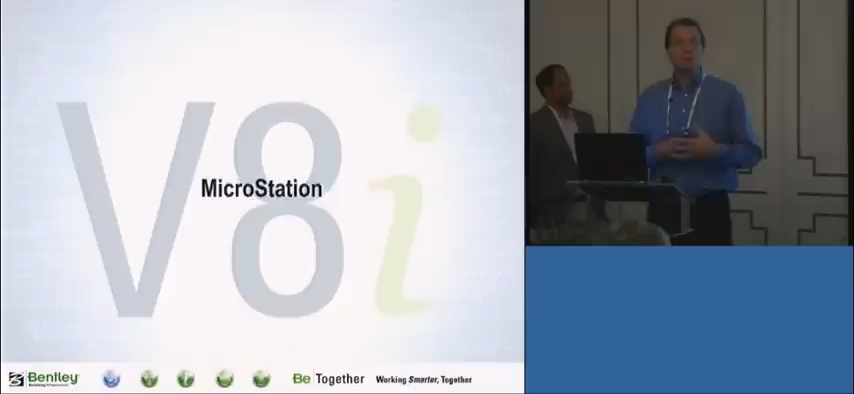 V8i
MicroStation
Bentley
Be Together
Working Smarter, Together